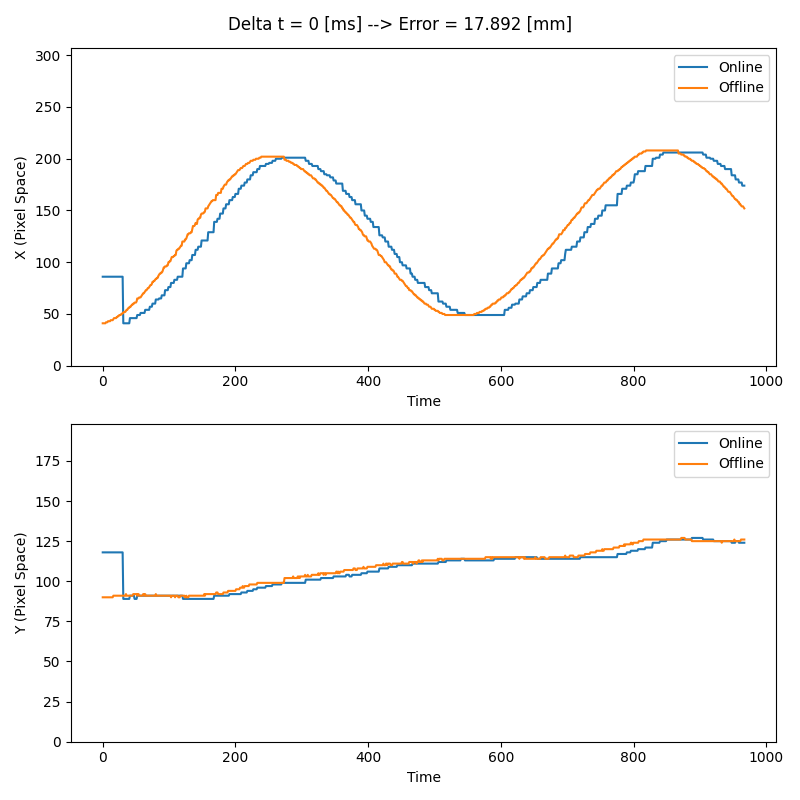 Delta t = 0 [ms] --> Error = 17.892 [mm]
300
250
200
150
100
50
0
X (Pixel Space)
Online
Offline
0 200 400 600 800 1000
Time
175
150
125
100
75
50
25
0
Y (Pixel Space)
Online
Offline
0 200 400 600 800 1000
Time